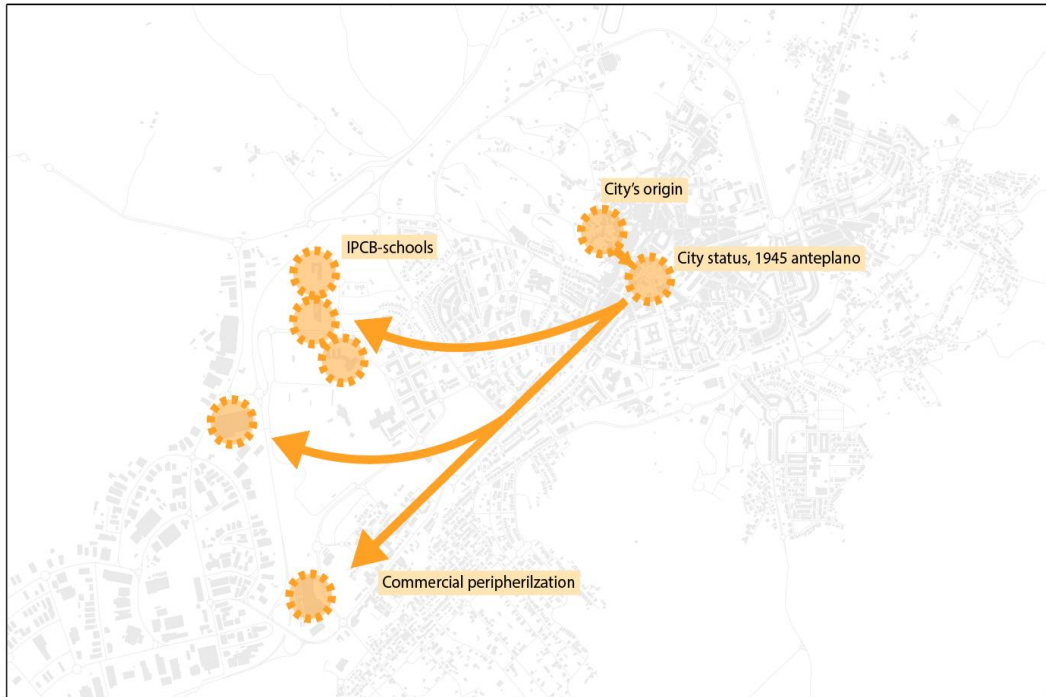 City's origin
IPCB-schools
City status, 1945 anteplano
Commercial peripherilzation